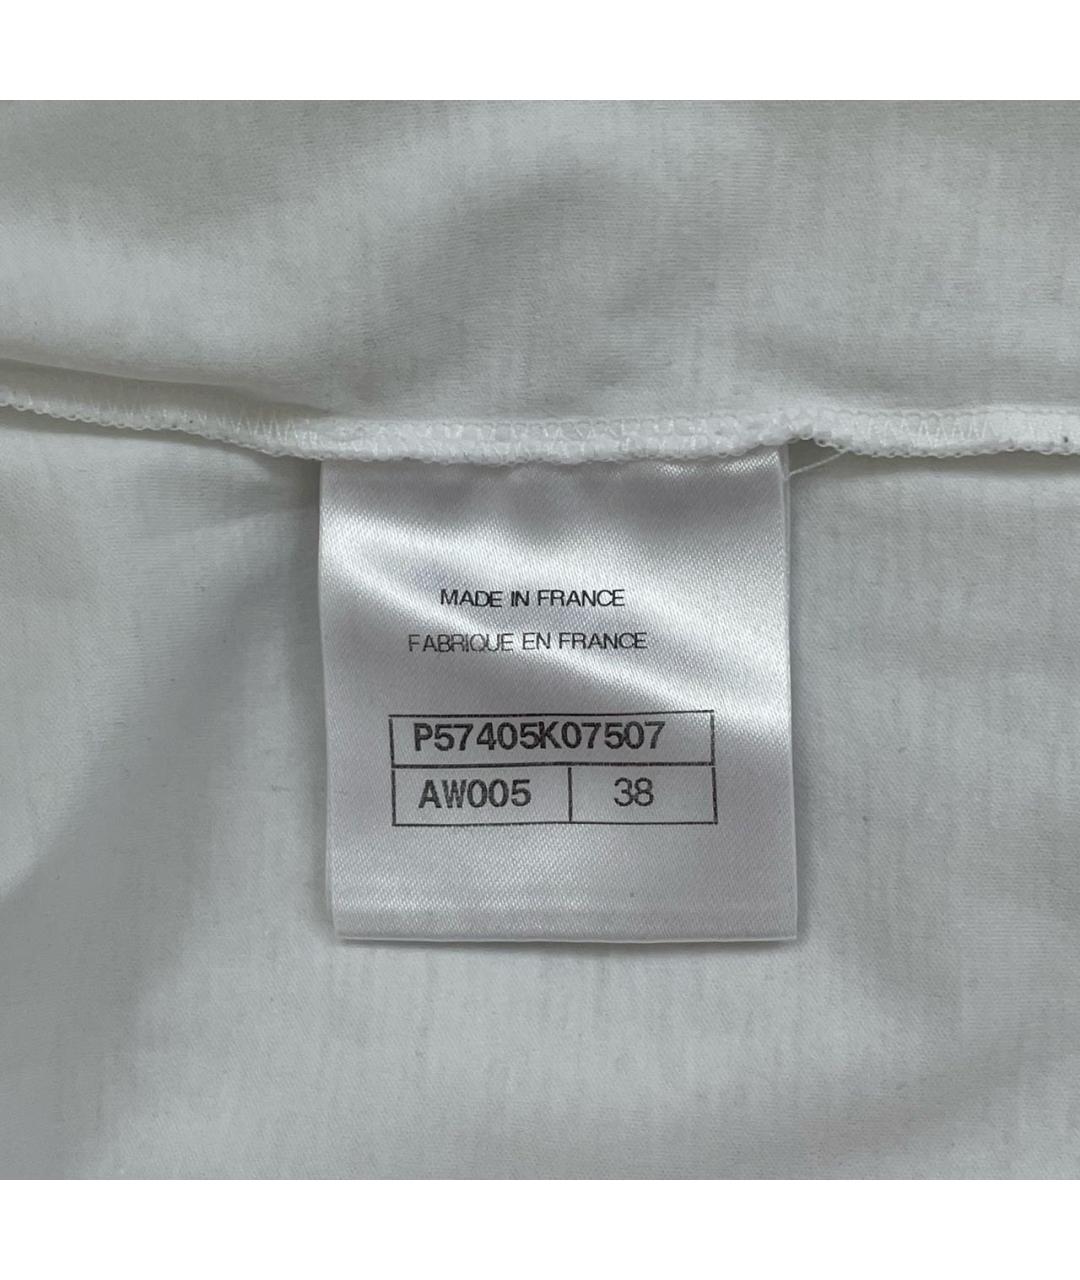 MADE IN FRANCE
FABRIQUE EN FRANCE
P57405K07507
AW005 38